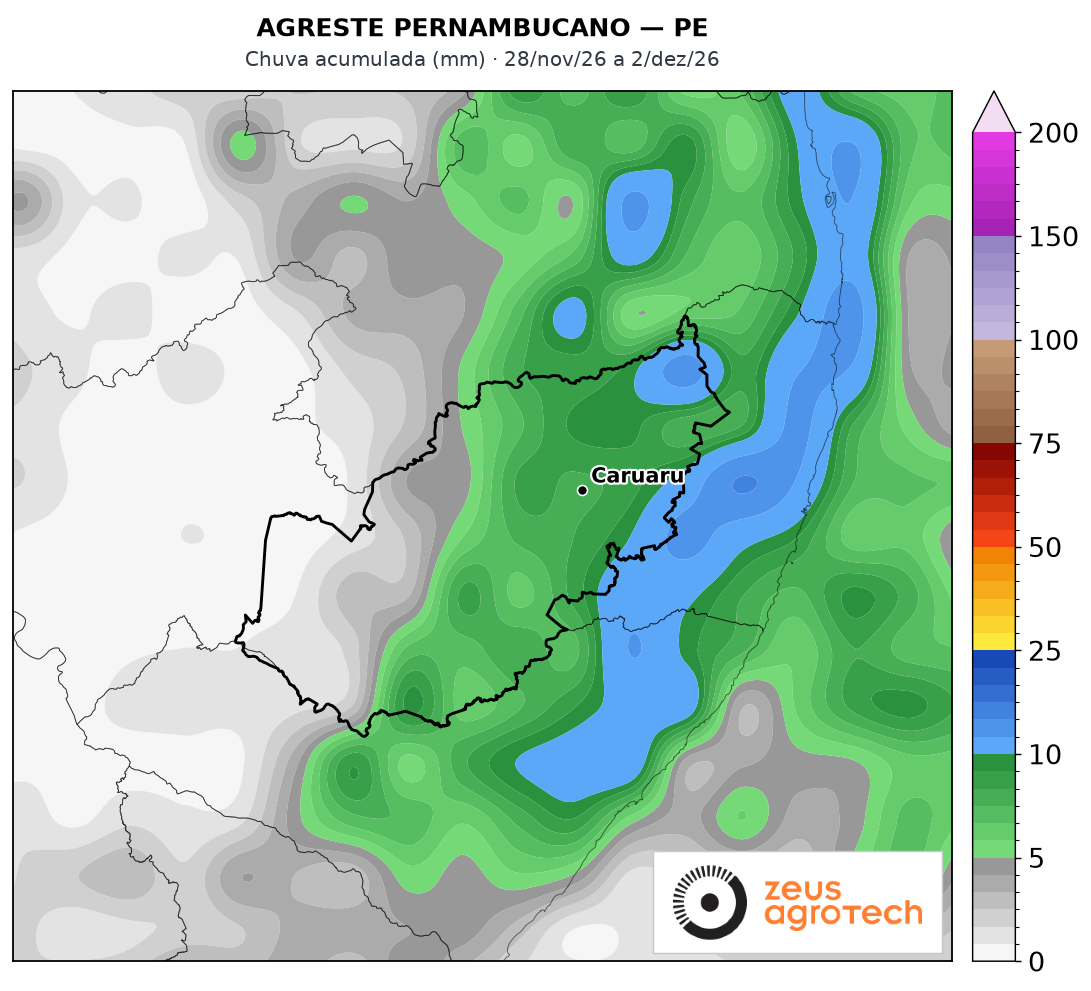 AGRESTE PERNAMBUCANO — PE
Chuva acumulada (mm) · 28/nov/26 a 2/dez/26
200
150
100
75
50
25
10
5
0
Caruaru
zeus
agrotech